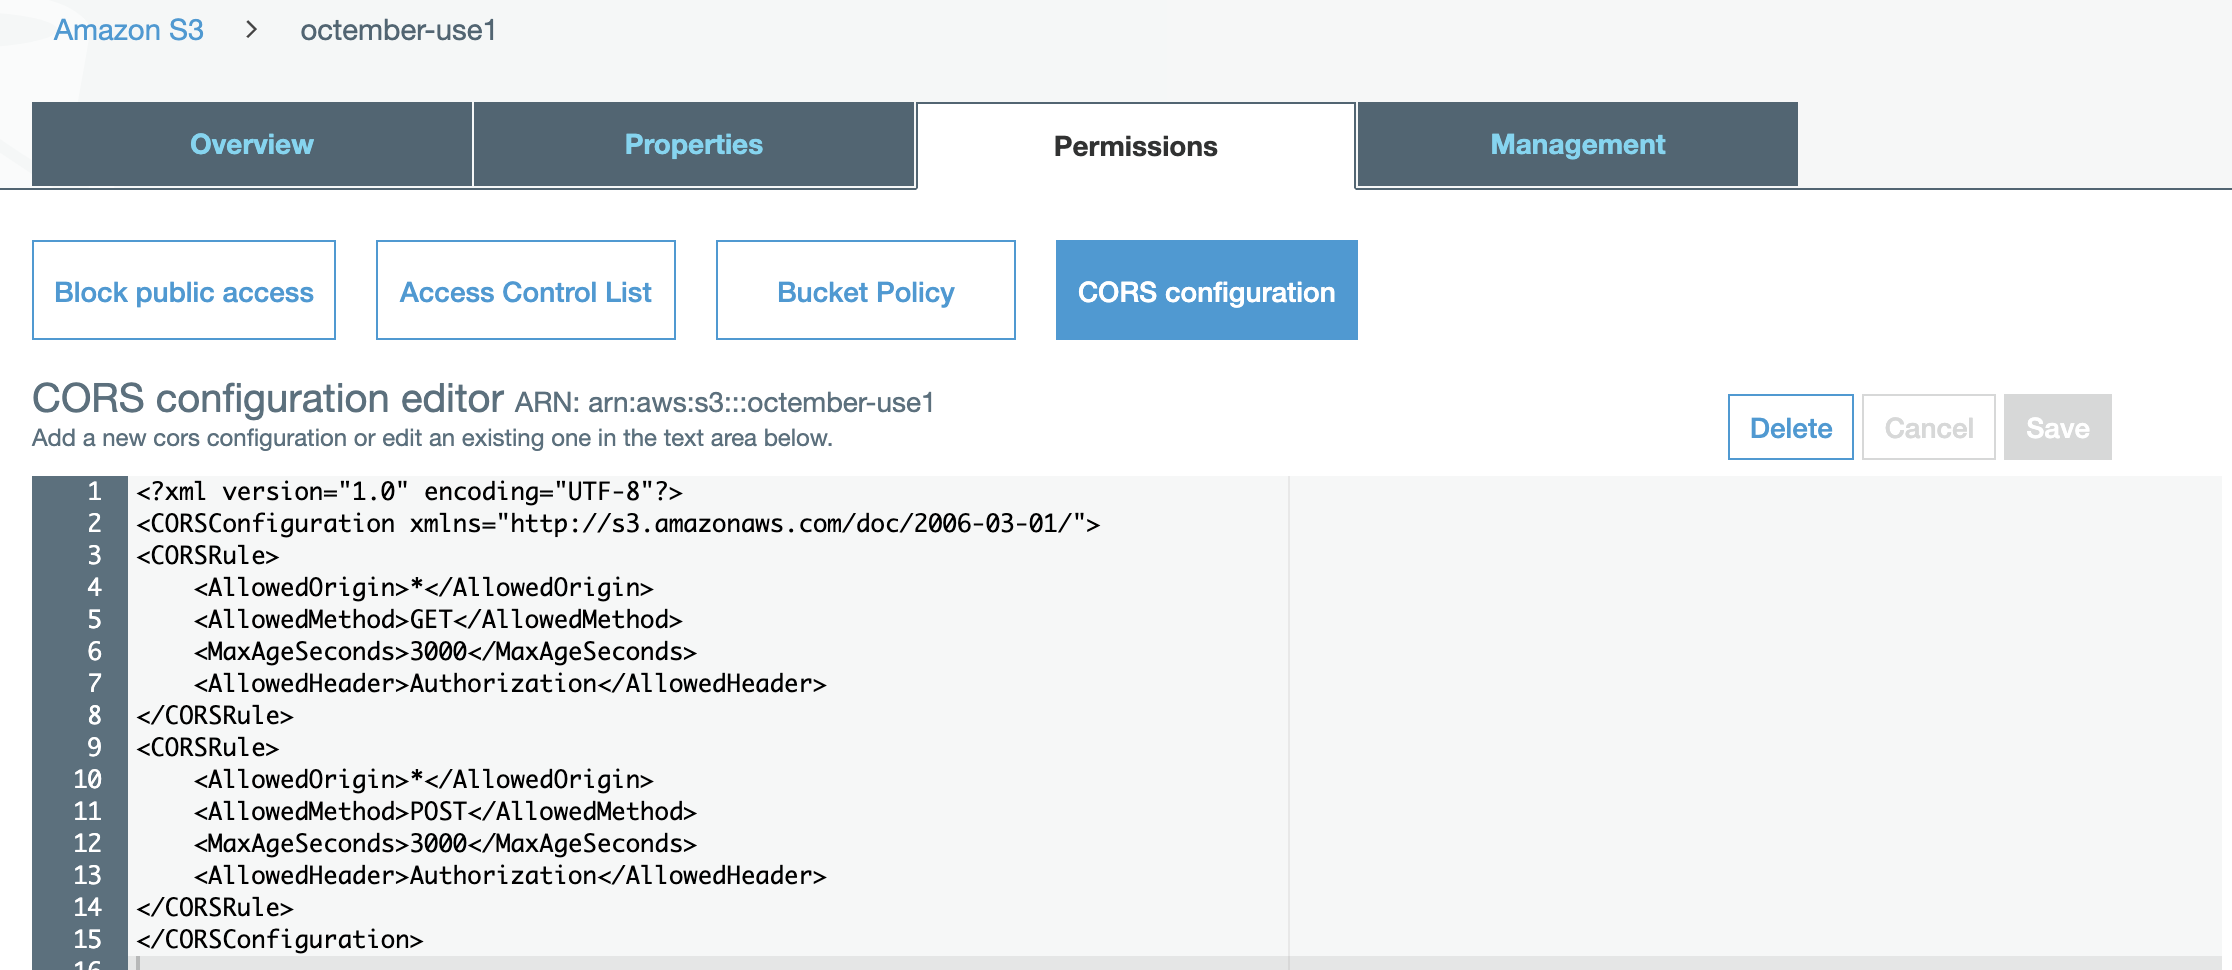 Amazon S3 > octember-use1
Overview Properties Permissions Management
Block public access Access Control List Bucket Policy CORS configuration
CORS configuration editor ARN: arn:aws:s3:::octember-use1
Add a new cors configuration or edit an existing one in the text area below.
Delete Cancel Save
1 <?xml version="1.0" encoding="UTF-8"?>
2 <CORSConfiguration xmlns="http://s3.amazonaws.com/doc/2006-03-01/">
3 <CORSRule>
4     <AllowedOrigin>*</AllowedOrigin>
5     <AllowedMethod>GET</AllowedMethod>
6     <MaxAgeSeconds>3000</MaxAgeSeconds>
7     <AllowedHeader>Authorization</AllowedHeader>
8 </CORSRule>
9 <CORSRule>
10     <AllowedOrigin>*</AllowedOrigin>
11     <AllowedMethod>POST</AllowedMethod>
12     <MaxAgeSeconds>3000</MaxAgeSeconds>
13     <AllowedHeader>Authorization</AllowedHeader>
14 </CORSRule>
15 </CORSConfiguration>
16